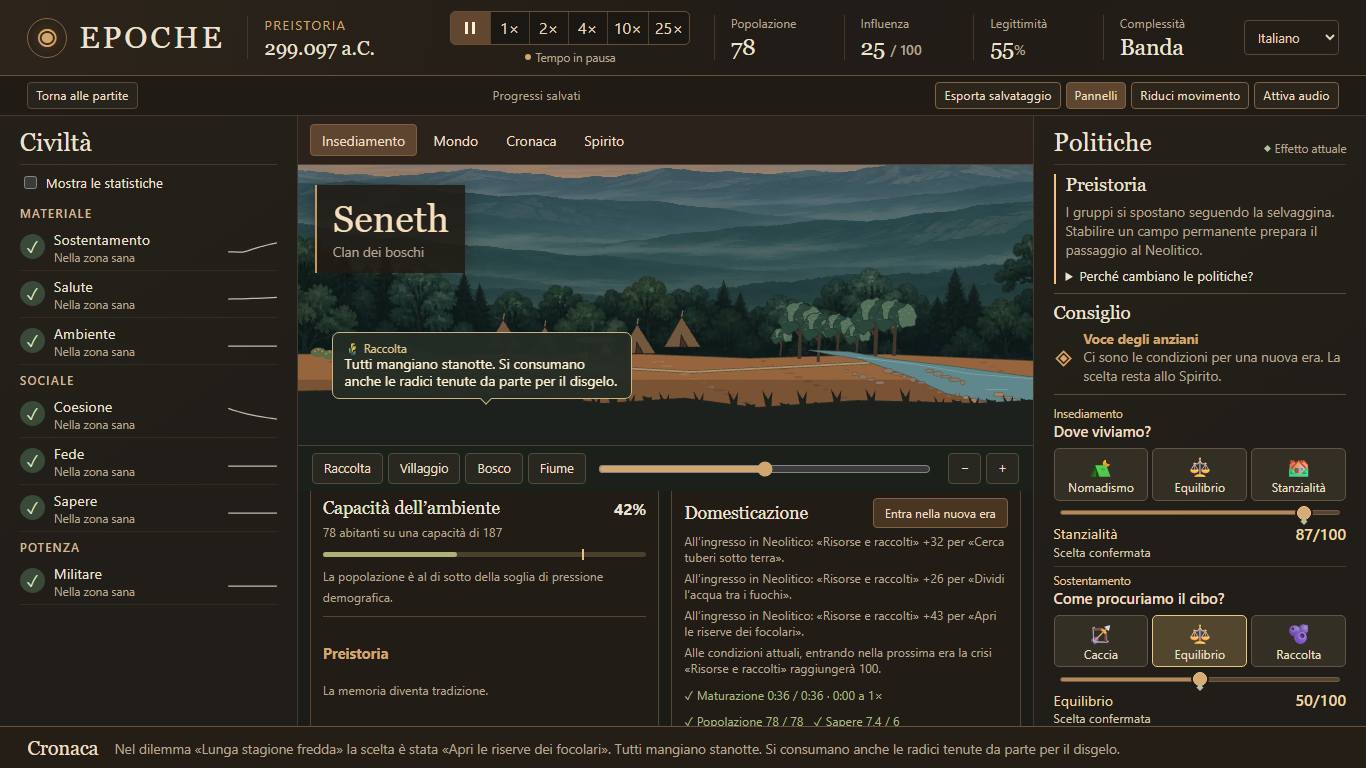 EPOCHE
PREISTORIA
299.097 a.C.
1×
2×
4×
10×
25×
Tempo in pausa
Popolazione
78
Influenza
25 / 100
Legittimità
55%
Complessità
Banda
Italiano
Torna alle partite
Progressi salvati
Esporta salvataggio
Pannelli
Riduci movimento
Attiva audio
Civiltà
Mostra le statistiche
MATERIALE
Sostentamento
Nella zona sana
Salute
Nella zona sana
Ambiente
Nella zona sana
SOCIALE
Coesione
Nella zona sana
Fede
Nella zona sana
Sapere
Nella zona sana
POTENZA
Militare
Nella zona sana
Insediamento
Mondo
Cronaca
Spirito
Seneth
Clan dei boschi
Raccolta
Tutti mangiano stanotte. Si consumano
anche le radici tenute da parte per il disgelo.
Raccolta
Villaggio
Bosco
Fiume
−
+
Capacità dell’ambiente
42%
78 abitanti su una capacità di 187
La popolazione è al di sotto della soglia di pressione
demografica.
Preistoria
La memoria diventa tradizione.
Domesticazione
Entra nella nuova era
All’ingresso in Neolitico: «Risorse e raccolti» +32 per «Cerca
tuberi sotto terra».
All’ingresso in Neolitico: «Risorse e raccolti» +26 per «Dividi
l’acqua tra i fuochi».
All’ingresso in Neolitico: «Risorse e raccolti» +43 per «Apri
le riserve dei focolari».
Alle condizioni attuali, entrando nella prossima era la crisi
«Risorse e raccolti» raggiungerà 100.
✓ Maturazione 0:36 / 0:36 · 0:00 a 1×
✓ Popolazione 78 / 78 ✓ Sapere 7.4 / 6
Politiche
◆ Effetto attuale
Preistoria
I gruppi si spostano seguendo la selvaggina.
Stabilire un campo permanente prepara il
passaggio al Neolitico.
▶ Perché cambiano le politiche?
Consiglio
Voce degli anziani
Ci sono le condizioni per una nuova era. La
scelta resta allo Spirito.
Insediamento
Dove viviamo?
Nomadismo
Equilibrio
Stanzialità
Stanzialità
87/100
Scelta confermata
Sostentamento
Come procuriamo il cibo?
Caccia
Equilibrio
Raccolta
Equilibrio
50/100
Scelta confermata
Cronaca
Nel dilemma «Lunga stagione fredda» la scelta è stata «Apri le riserve dei focolari». Tutti mangiano stanotte. Si consumano anche le radici tenute da parte per il disgelo.